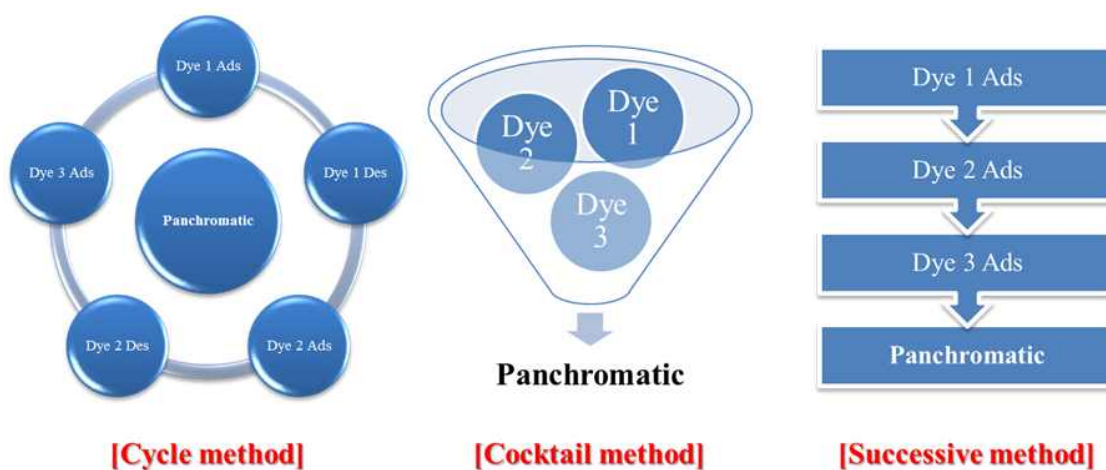 Dye 1 Ads
Dye 3 Ads
Dye 1 Des
Panchromatic
Dye 2 Des
Dye 2 Ads
[Cycle method]
Dye
1
Dye
2
Dye
3
Panchromatic
[Cocktail method]
Dye 1 Ads
Dye 2 Ads
Dye 3 Ads
Panchromatic
[Successive method]